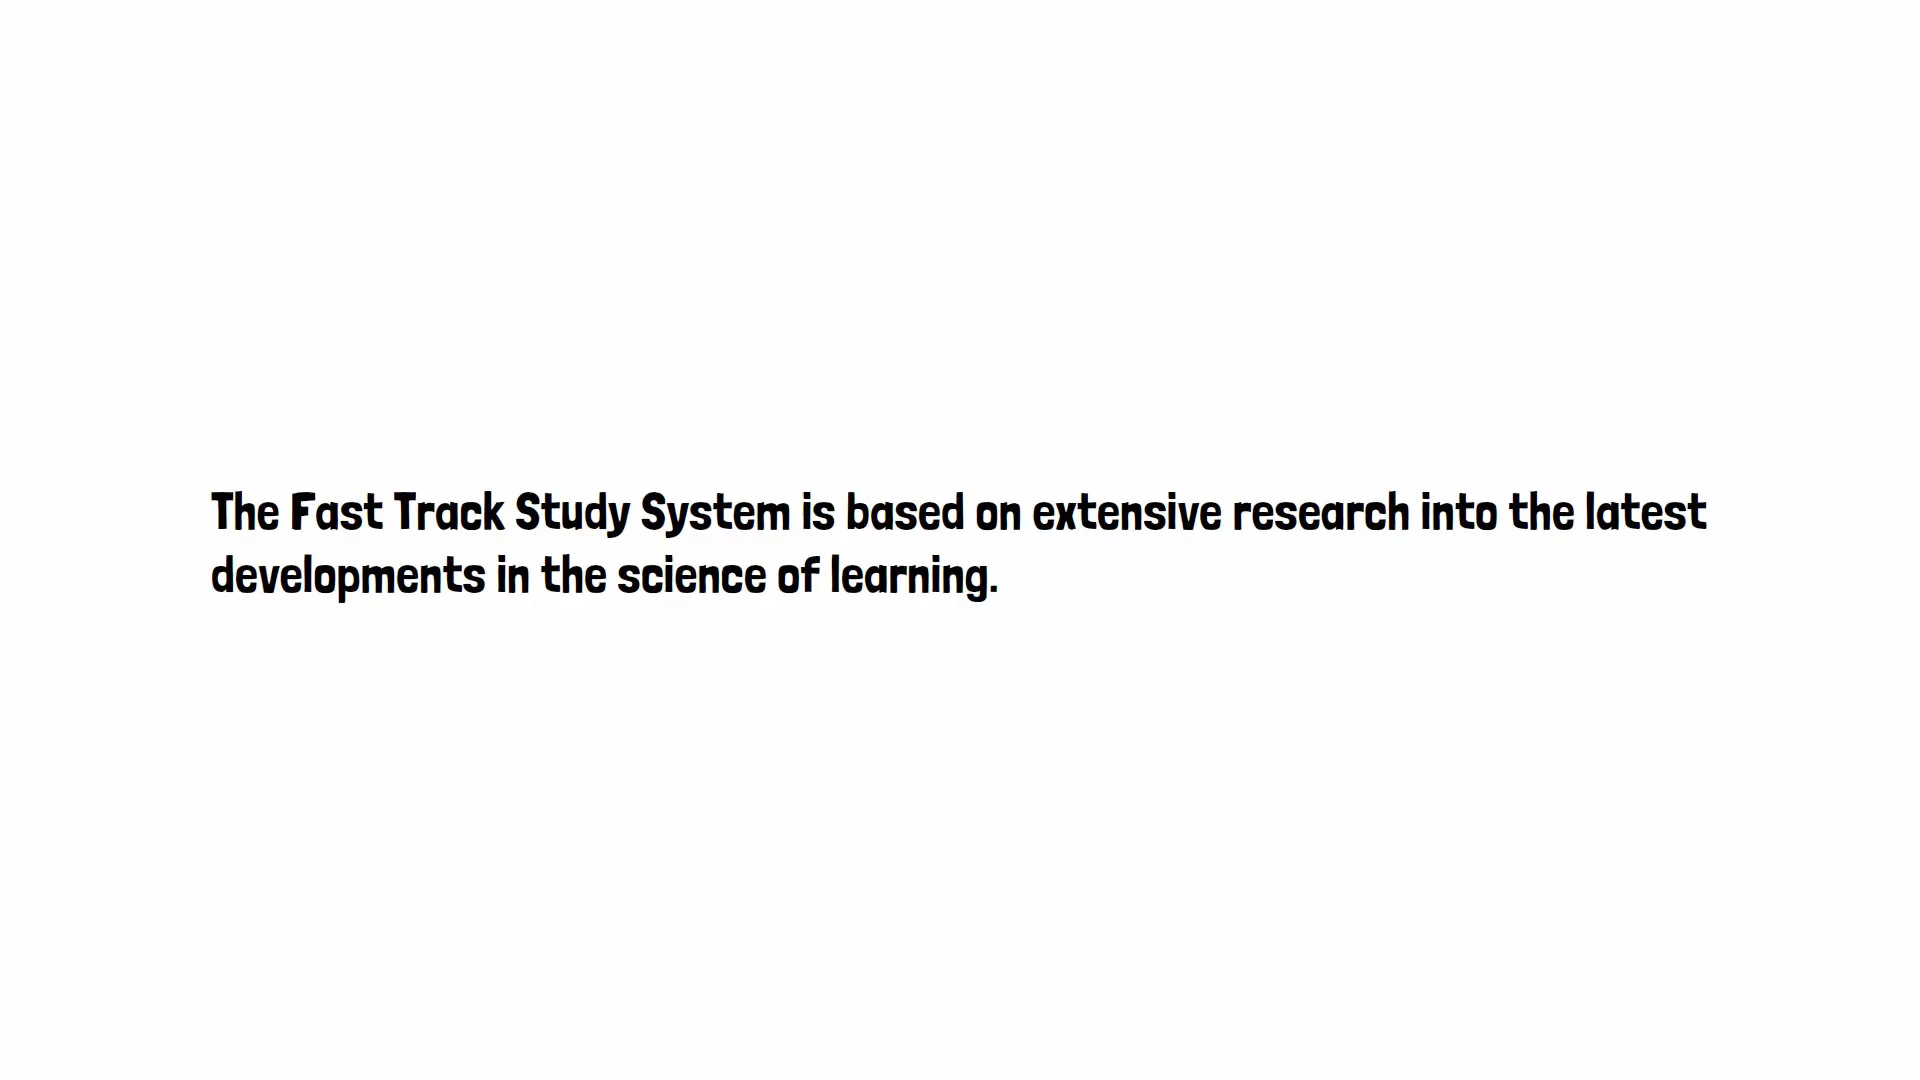 The Fast Track Study System is based on extensive research into the latest
developments in the science of learning.